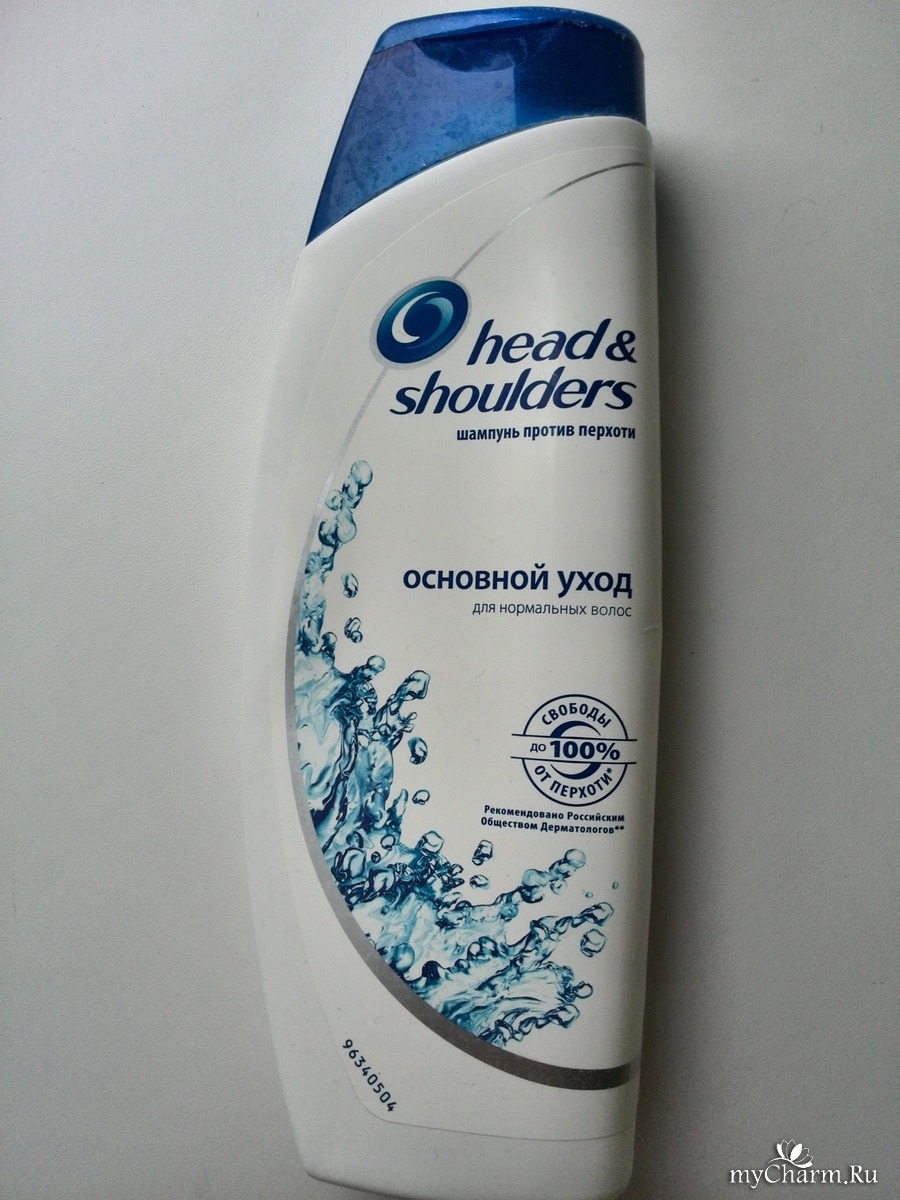 head &
shoulders
шампунь против перхоти
ОСНОВНОЙ УХОД
для нормальных волос
СВОБОДЫ
ДО 100%
ОТ ПЕРХОТИ*
Рекомендовано Российским
Обществом Дерматологов**
96340504
myCharm.Ru